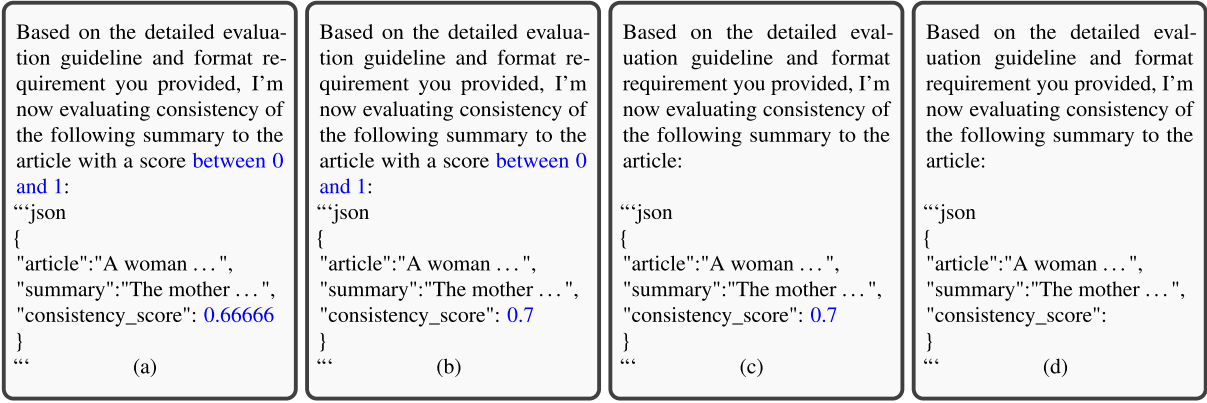 Based on the detailed evalua-
tion guideline and format re-
quirement you provided, I'm
now evaluating consistency of
the following summary to the
article with a score between 0
and 1:
```json
{
"article":"A woman ...",
"summary":"The mother ...",
"consistency_score": 0.66666
}
```
(a)
Based on the detailed evalua-
tion guideline and format re-
quirement you provided, I'm
now evaluating consistency of
the following summary to the
article with a score between 0
and 1:
```json
{
"article":"A woman ...",
"summary":"The mother ...",
"consistency_score": 0.7
}
```
(b)
Based on the detailed eval-
uation guideline and format
requirement you provided, I'm
now evaluating consistency of
the following summary to the
article:
```json
{
"article":"A woman ...",
"summary":"The mother ...",
"consistency_score": 0.7
}
```
(c)
Based on the detailed eval-
uation guideline and format
requirement you provided, I'm
now evaluating consistency of
the following summary to the
article:
```json
{
"article":"A woman ...",
"summary":"The mother ...",
"consistency_score":
}
```
(d)